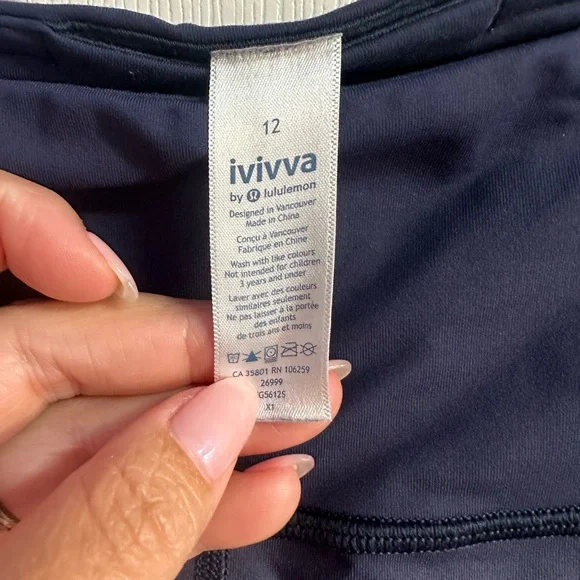 12
ivivva
by lululemon
Designed in Vancouver
Made in China
Conçu à Vancouver
Fabriqué en Chine
Wash with like colours
Not intended for children
3 years and under
Laver avec des couleurs
similaires seulement
Ne pas laisser à la portée
des enfants
de trois ans et moins
CA 35801 RN 106259
26999
X1